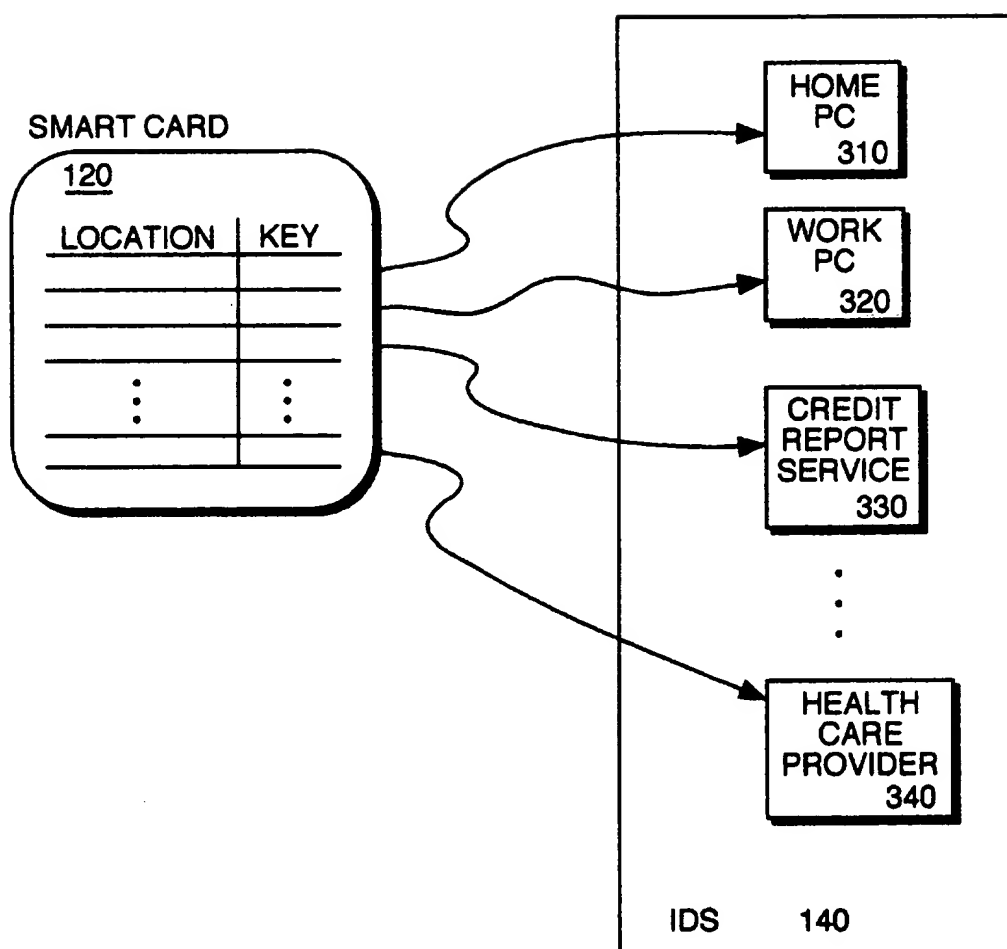 SMART CARD
120
LOCATION KEY
HOME
PC
310
WORK
PC
320
CREDIT
REPORT
SERVICE
330
HEALTH
CARE
PROVIDER
340
IDS 140